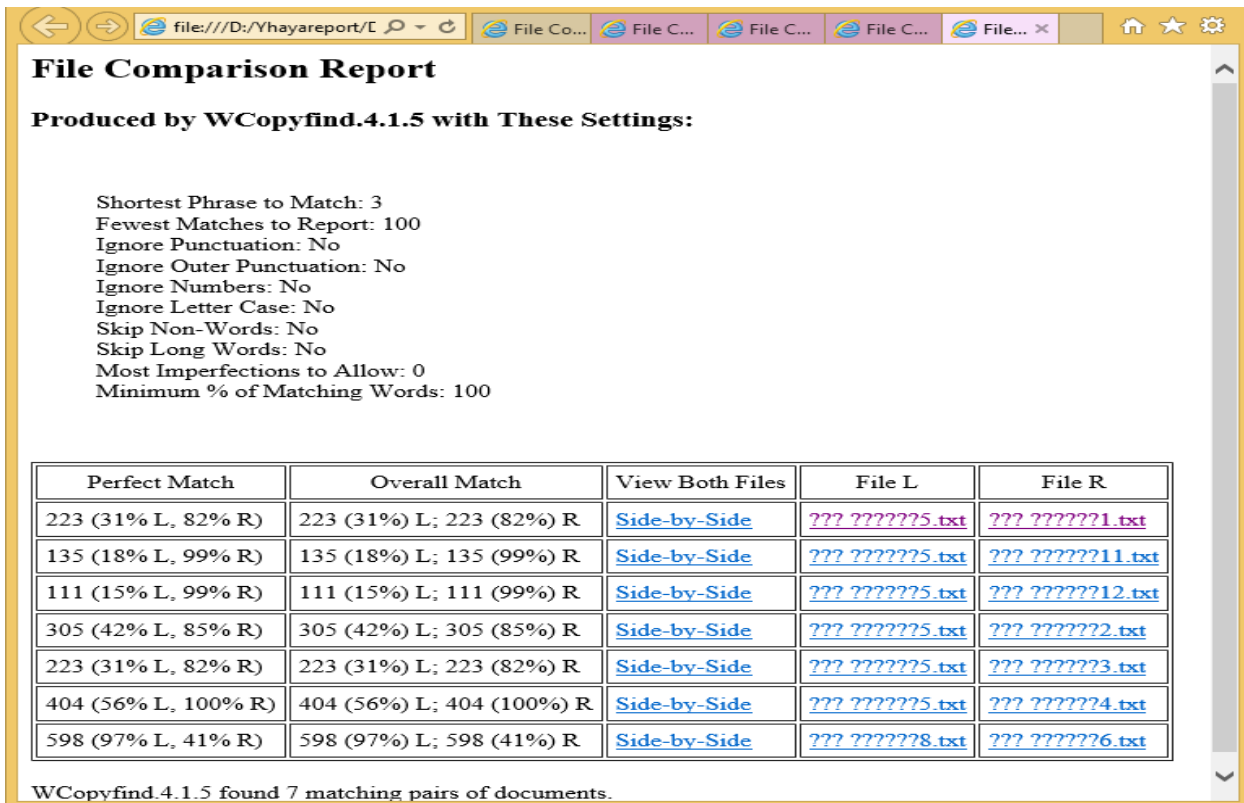 file:///D:/Yhayareport/D
File Co... File C... File C... File C... File...
File Comparison Report
Produced by WCopyfind.4.1.5 with These Settings:
Shortest Phrase to Match: 3
Fewest Matches to Report: 100
Ignore Punctuation: No
Ignore Outer Punctuation: No
Ignore Numbers: No
Ignore Letter Case: No
Skip Non-Words: No
Skip Long Words: No
Most Imperfections to Allow: 0
Minimum % of Matching Words: 100
Perfect Match Overall Match View Both Files File L File R
223 (31% L, 82% R) 223 (31%) L; 223 (82%) R Side-by-Side ??? ??????5.txt ??? ??????1.txt
135 (18% L, 99% R) 135 (18%) L; 135 (99%) R Side-by-Side ??? ??????5.txt ??? ??????11.txt
111 (15% L, 99% R) 111 (15%) L; 111 (99%) R Side-by-Side ??? ??????5.txt ??? ??????12.txt
305 (42% L, 85% R) 305 (42%) L; 305 (85%) R Side-by-Side ??? ??????5.txt ??? ??????2.txt
223 (31% L, 82% R) 223 (31%) L; 223 (82%) R Side-by-Side ??? ??????5.txt ??? ??????3.txt
404 (56% L, 100% R) 404 (56%) L; 404 (100%) R Side-by-Side ??? ??????5.txt ??? ??????4.txt
598 (97% L, 41% R) 598 (97%) L; 598 (41%) R Side-by-Side ??? ??????8.txt ??? ??????6.txt
WCopyfind.4.1.5 found 7 matching pairs of documents.